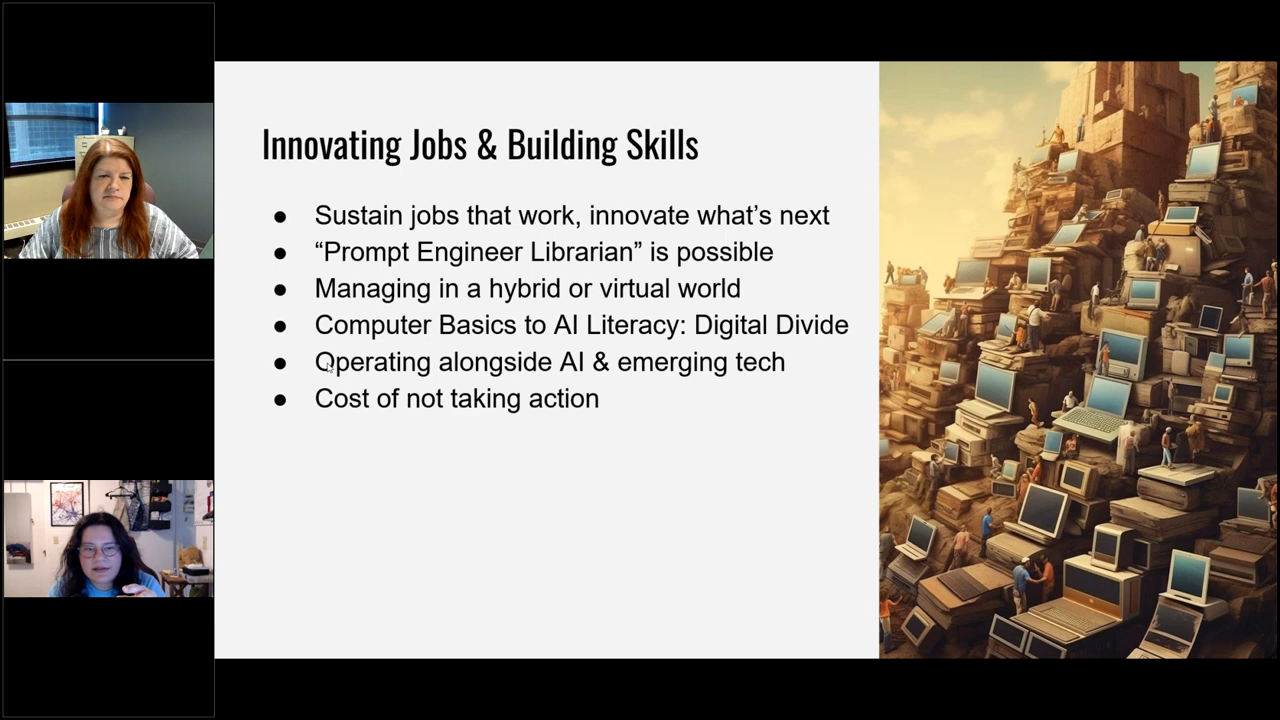 Innovating Jobs & Building Skills
● Sustain jobs that work, innovate what’s next
● “Prompt Engineer Librarian” is possible
● Managing in a hybrid or virtual world
● Computer Basics to AI Literacy: Digital Divide
● Operating alongside AI & emerging tech
● Cost of not taking action